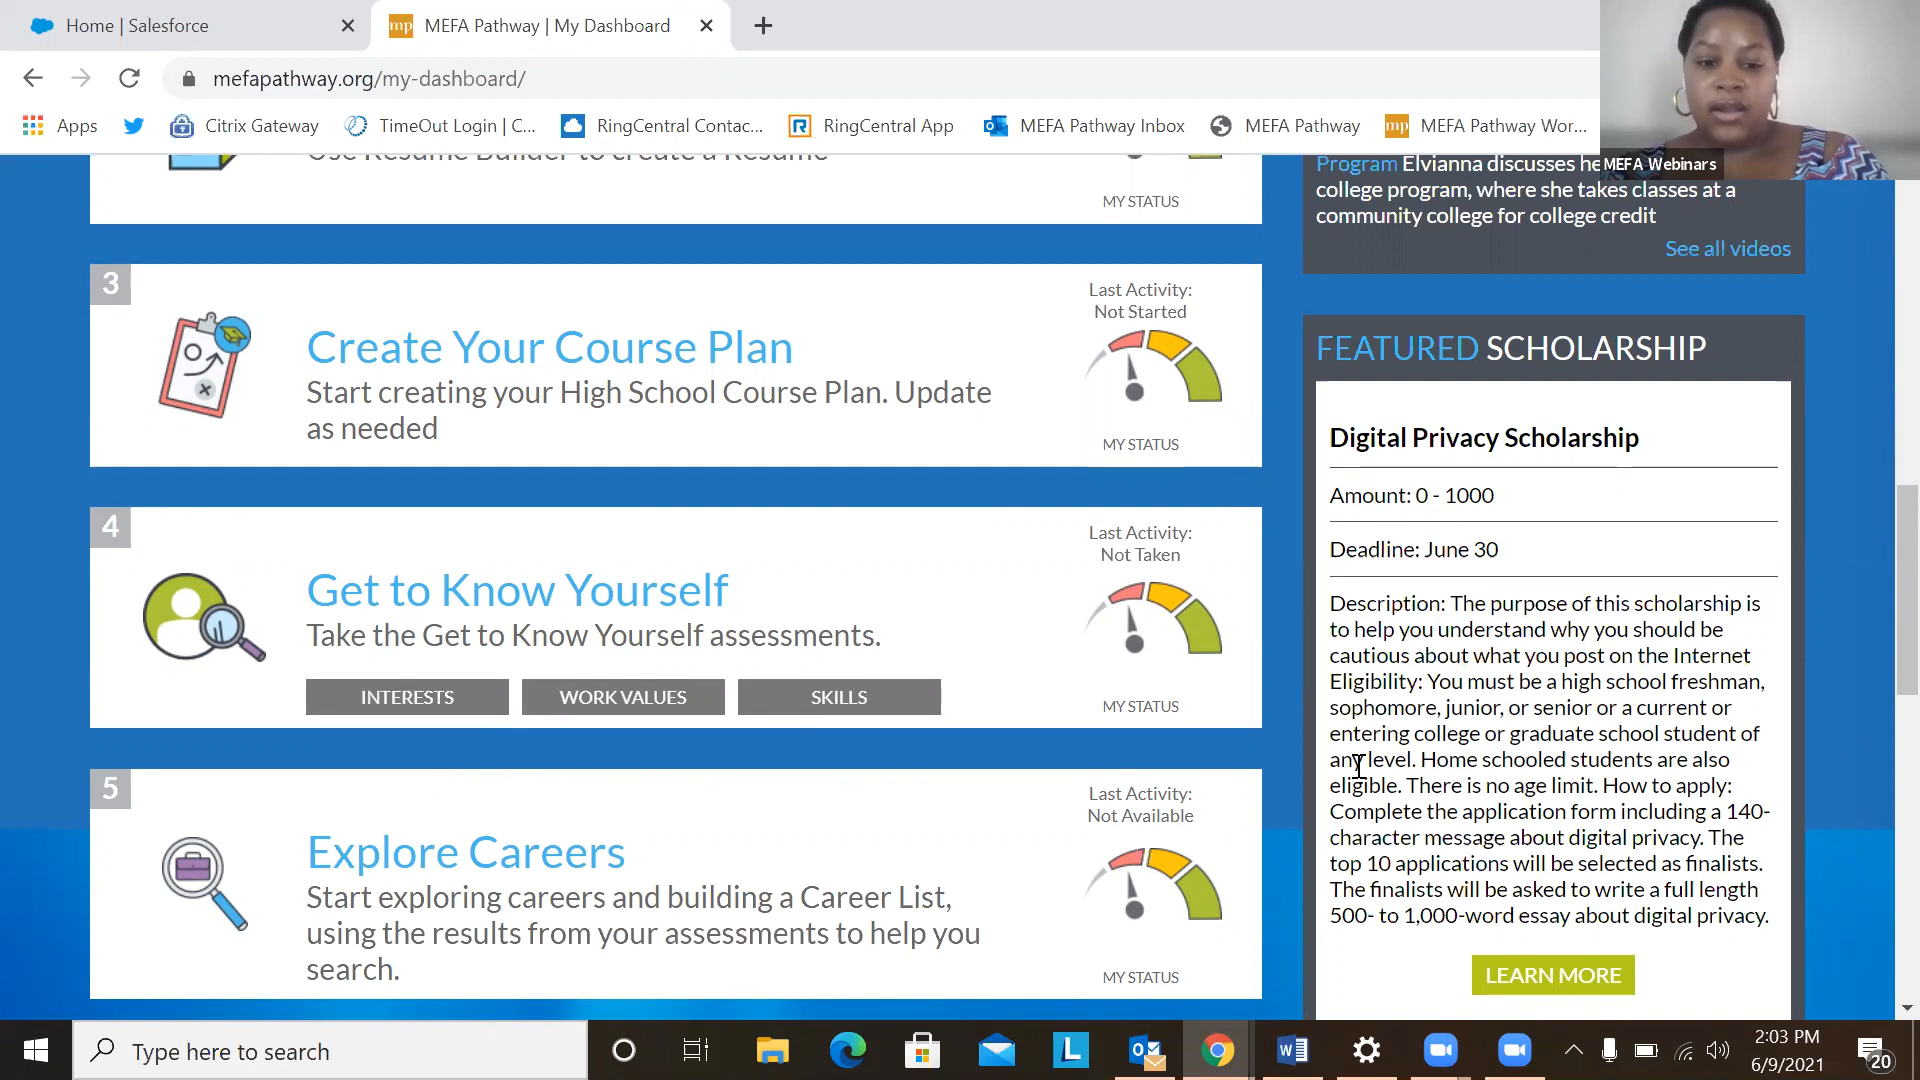 Home | Salesforce
mp MEFA Pathway | My Dashboard
mefapathway.org/my-dashboard/
Apps
Citrix Gateway
TimeOut Login | C...
RingCentral Contac...
RingCentral App
MEFA Pathway Inbox
MEFA Pathway
mp MEFA Pathway Wor...
MEFA Webinars
Use Resume Builder to create a Resume
MY STATUS
3
Create Your Course Plan
Start creating your High School Course Plan. Update
as needed
Last Activity:
Not Started
MY STATUS
4
Get to Know Yourself
Take the Get to Know Yourself assessments.
INTERESTS
WORK VALUES
SKILLS
Last Activity:
Not Taken
MY STATUS
5
Explore Careers
Start exploring careers and building a Career List,
using the results from your assessments to help you
search.
Last Activity:
Not Available
MY STATUS
Program Elvianna discusses he
college program, where she takes classes at a
community college for college credit
See all videos
FEATURED SCHOLARSHIP
Digital Privacy Scholarship
Amount: 0 - 1000
Deadline: June 30
Description: The purpose of this scholarship is
to help you understand why you should be
cautious about what you post on the Internet
Eligibility: You must be a high school freshman,
sophomore, junior, or senior or a current or
entering college or graduate school student of
any level. Home schooled students are also
eligible. There is no age limit. How to apply:
Complete the application form including a 140-
character message about digital privacy. The
top 10 applications will be selected as finalists.
The finalists will be asked to write a full length
500- to 1,000-word essay about digital privacy.
LEARN MORE
Type here to search
2:03 PM
6/9/2021
20